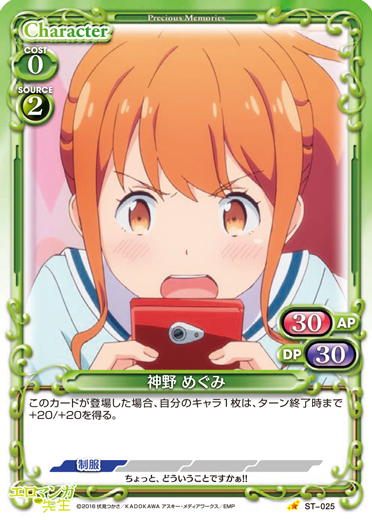 Precious Memories
Character
COST
0
SOURCE
2
30 AP
DP 30
神野 めぐみ
このカードが登場した場合、自分のキャラ1枚は、ターン終了時まで
+20/+20を得る。
制服
ちょっと、どういうことですかぁ!!
エロマンガ
先生
ST-025
©2016 伏見つかさ/KADOKAWA アスキー・メディアワークス/EMP